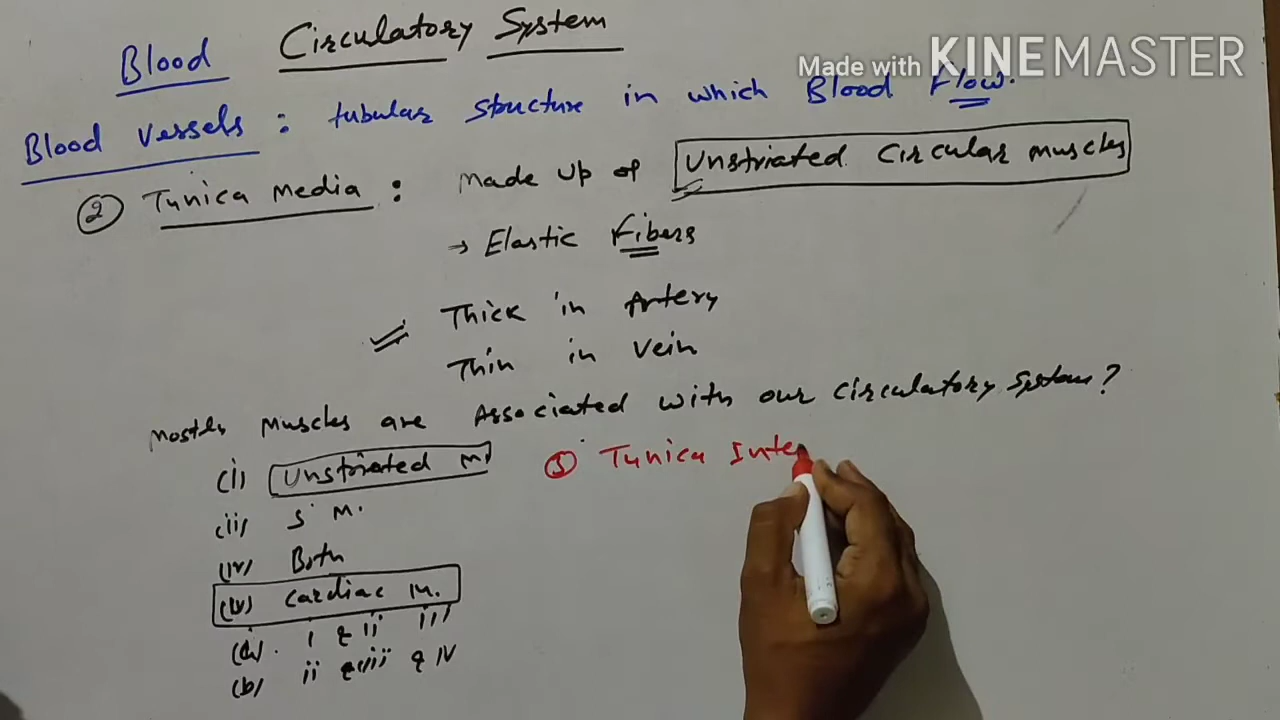 Blood Circulatory System
Made with KINEMASTER
Blood Vessels : tubular structure in which Blood Flow.
② Tunica Media : Made up of Unstriated Circular muscles
→ Elastic Fibers
Thick in Artery
Thin in Vein
Mostly Muscles are Associated with our Circulatory System?
(i) Unstriated M.
③ Tunica Inte
(ii) S M.
Both
(iv) Cardiac M.
(a) i & ii iii
(b) ii & iii & iv